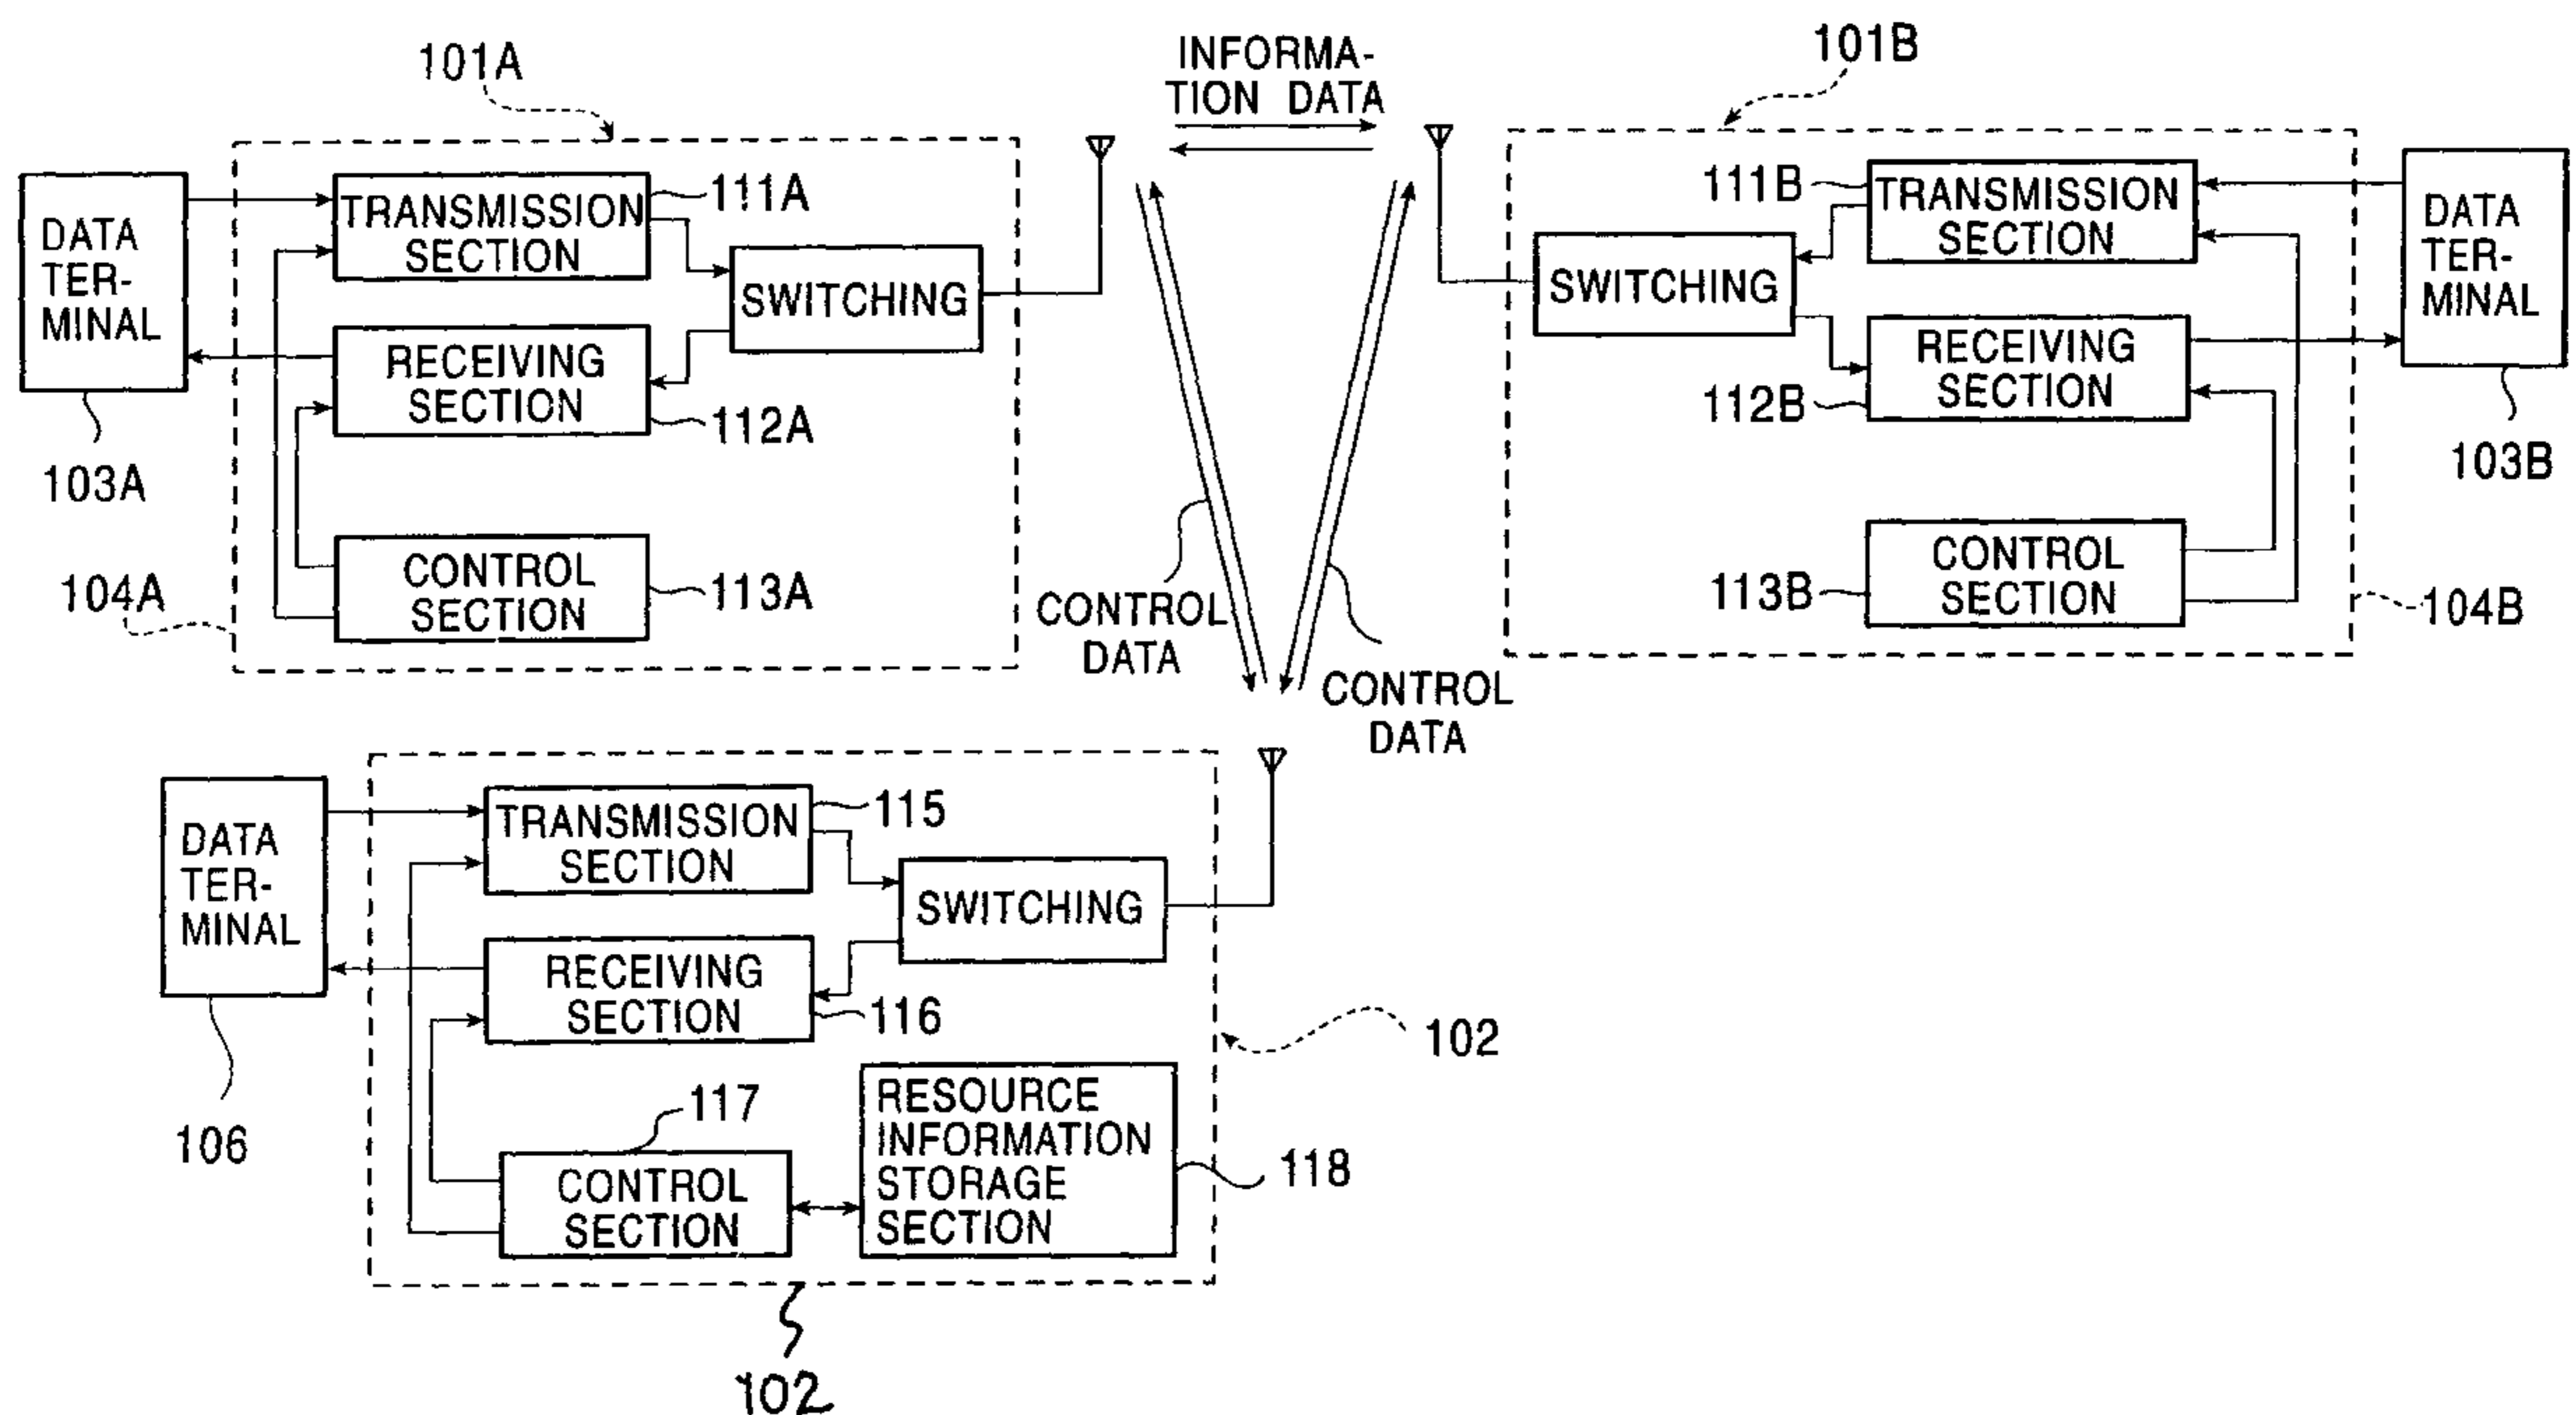 101A
INFORMA-
TION DATA
101B
DATA
TER-
MINAL
103A
TRANSMISSION
SECTION
111A
SWITCHING
RECEIVING
SECTION
112A
CONTROL
SECTION
113A
104A
CONTROL
DATA
CONTROL
DATA
111B
TRANSMISSION
SECTION
SWITCHING
RECEIVING
SECTION
112B
CONTROL
SECTION
113B
104B
DATA
TER-
MINAL
103B
DATA
TER-
MINAL
106
TRANSMISSION
SECTION
115
SWITCHING
RECEIVING
SECTION
116
102
117
CONTROL
SECTION
RESOURCE
INFORMATION
STORAGE
SECTION
118
102